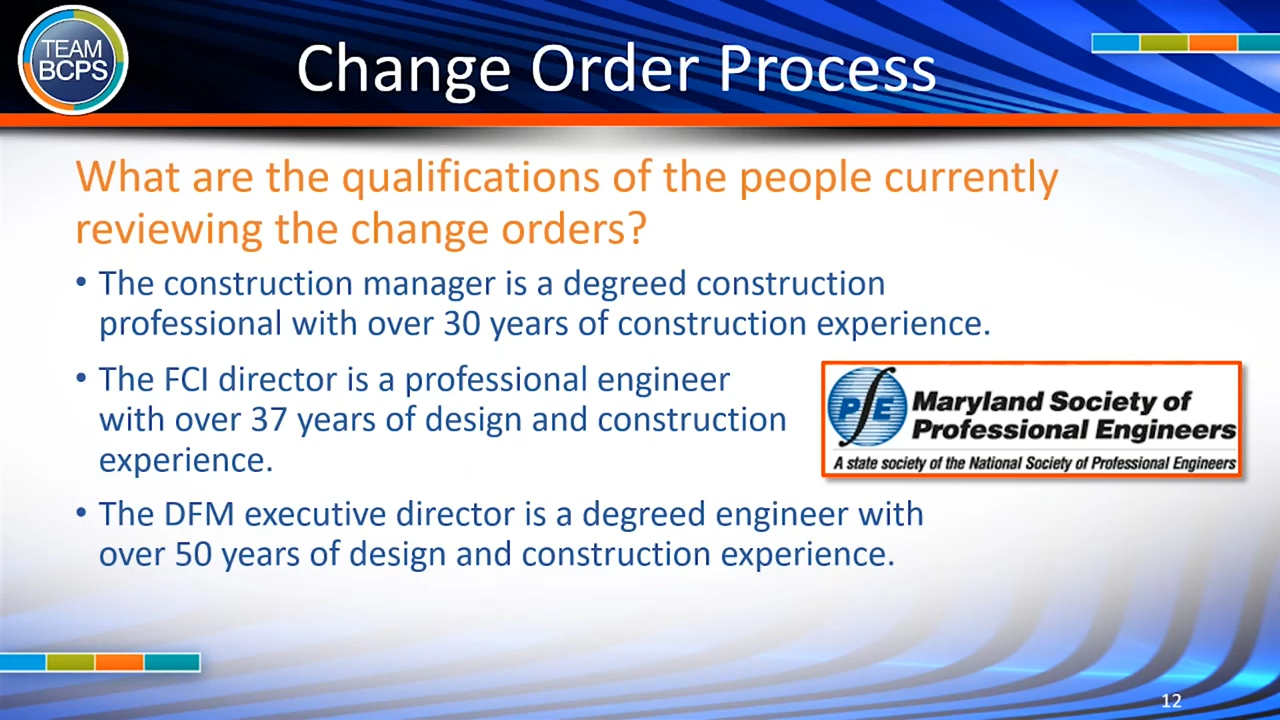 TEAM
BCPS
Change Order Process
What are the qualifications of the people currently
reviewing the change orders?
• The construction manager is a degreed construction
professional with over 30 years of construction experience.
• The FCI director is a professional engineer
with over 37 years of design and construction
experience.
PSE
Maryland Society of
Professional Engineers
A state society of the National Society of Professional Engineers
• The DFM executive director is a degreed engineer with
over 50 years of design and construction experience.
12